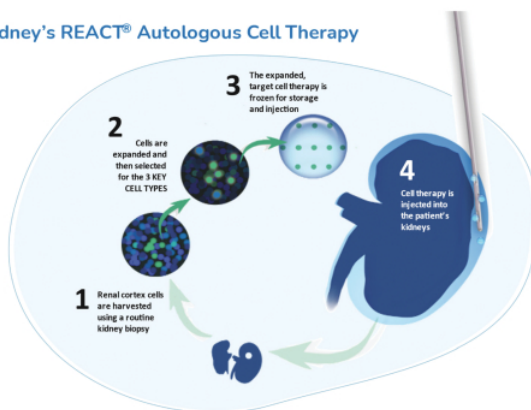 dney's REACT® Autologous Cell Therapy
1
Renal cortex cells
are harvested
using a routine
kidney biopsy
2
Cells are
expanded and
then selected
for the 3 KEY
CELL TYPES
3
The expanded,
target cell therapy is
frozen for storage
and injection
4
Cell therapy is
injected into
the patient's
kidneys